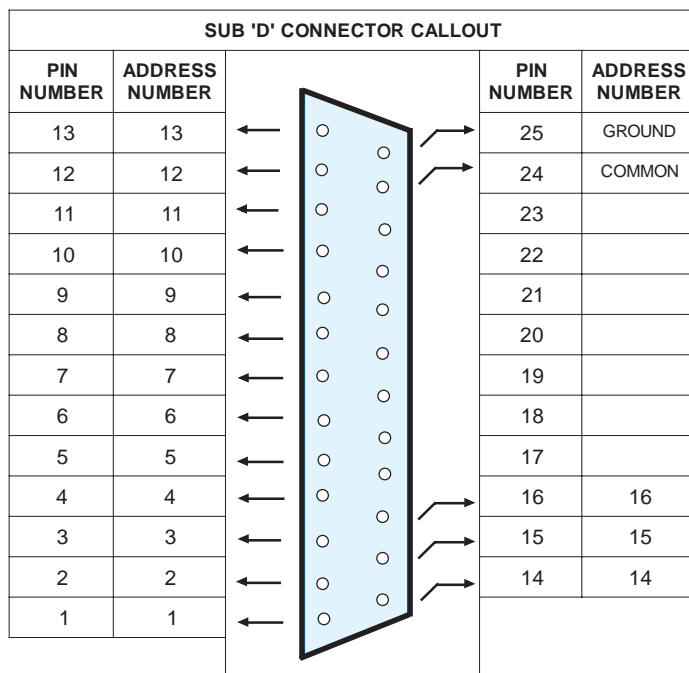 SUB 'D' CONNECTOR CALLOUT
PIN NUMBER ADDRESS NUMBER PIN NUMBER ADDRESS NUMBER
13 13 25 GROUND
12 12 24 COMMON
11 11 23
10 10 22
9 9 21
8 8 20
7 7 19
6 6 18
5 5 17
4 4 16 16
3 3 15 15
2 2 14 14
1 1